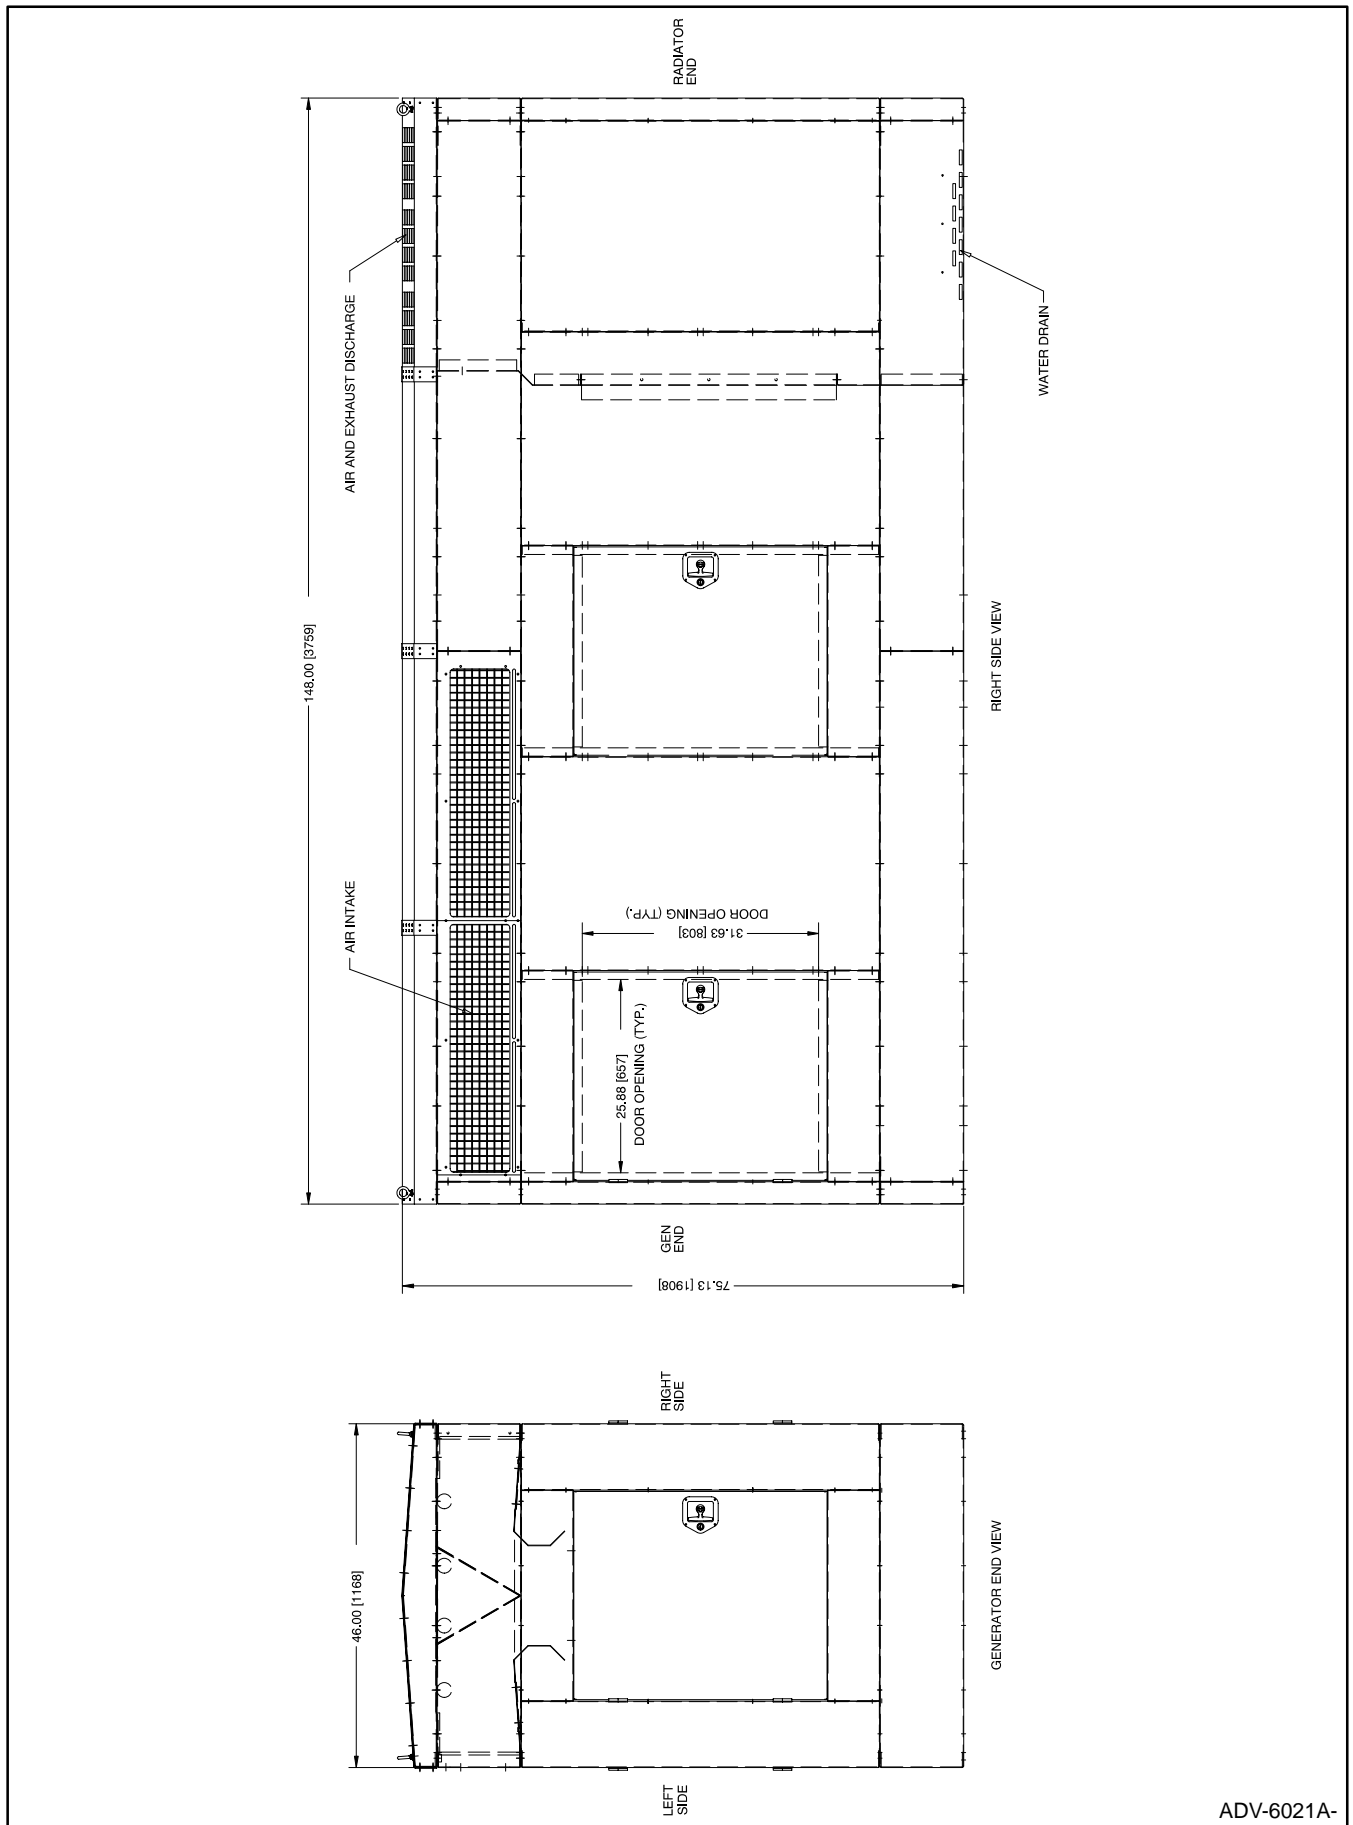 RADIATOR
END
AIR AND EXHAUST DISCHARGE
WATER DRAIN
148.00 [3759]
RIGHT SIDE VIEW
AIR INTAKE
31.63 [803]
DOOR OPENING (TYP.)
25.88 [657]
DOOR OPENING (TYP.)
GEN
END
75.13 [1908]
RIGHT
SIDE
46.00 [1168]
GENERATOR END VIEW
LEFT
SIDE
ADV-6021A-